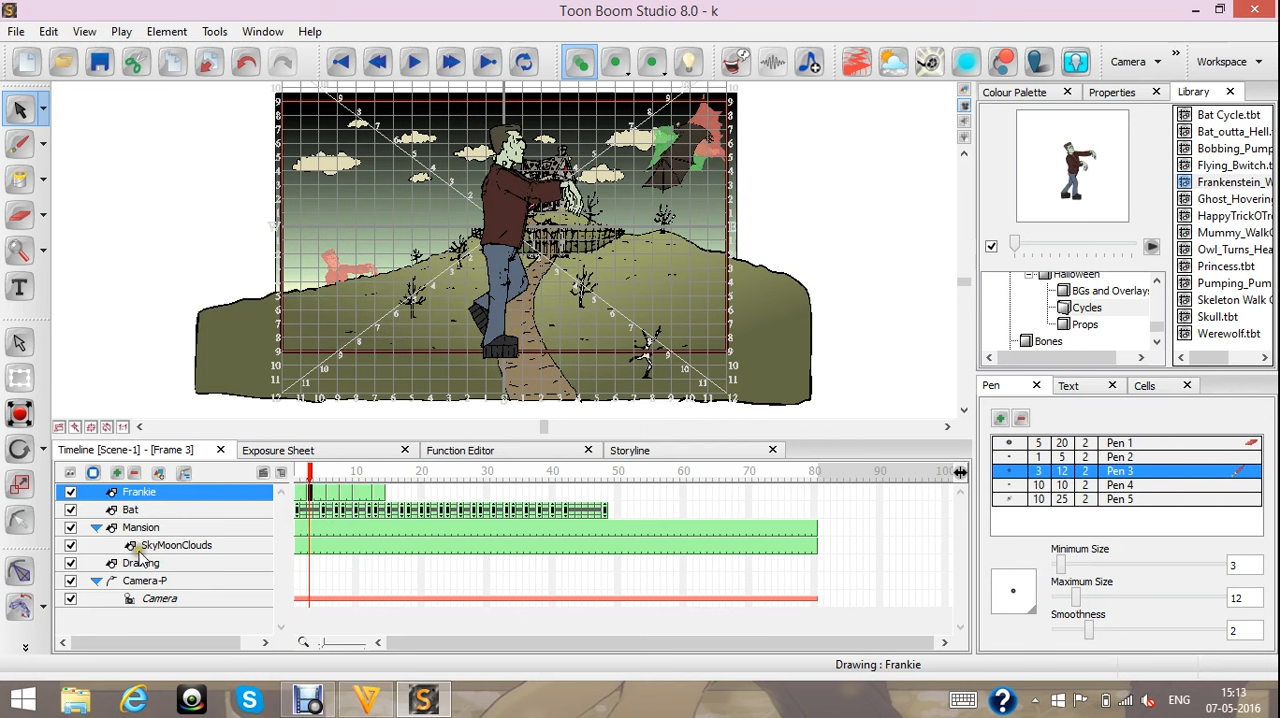 Toon Boom Studio 8.0 - k
File Edit View Play Element Tools Window Help
Camera Workspace
Colour Palette Properties Library
Bat Cycle.tbt
Bat_outta_Hell.
Bobbing_Pump
Flying_Bwitch.t
Frankenstein_W
Ghost_Hovering
HappyTrickOTr
Mummy_WalkC
Owl_Turns_Hea
Princess.tbt
Pumping_Pum
Skeleton Walk C
Skull.tbt
Werewolf.tbt
Halloween
BGs and Overlays
Cycles
Props
Bones
Pen Text Cells
5 20 2 Pen 1
1 5 2 Pen 2
3 12 2 Pen 3
10 10 2 Pen 4
10 25 2 Pen 5
Minimum Size
3
Maximum Size
12
Smoothness
2
Timeline [Scene-1] - [Frame 3] Exposure Sheet Function Editor Storyline
10 20 30 40 50 60 70 80 90 100
Frankie
Bat
Mansion
SkyMoonClouds
Drawing
Camera-P
Camera
Drawing : Frankie
ENG
15:13
07-05-2016